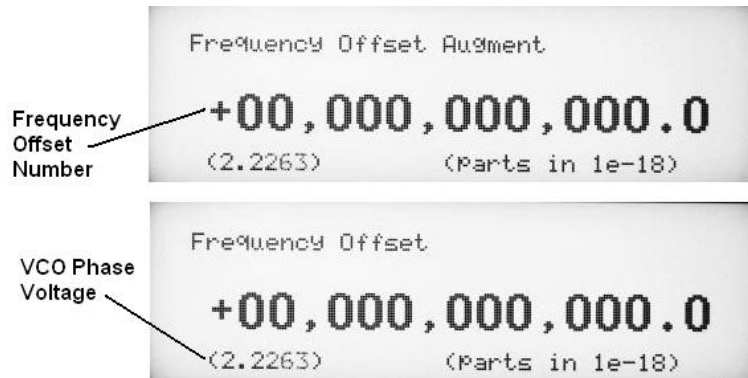 Frequency Offset Augment
Frequency
Offset
Number
+00,000,000,000.0
(2.2263) (Parts in 1e-18)
Frequency Offset
VCO Phase
Voltage
+00,000,000,000.0
(2.2263) (Parts in 1e-18)